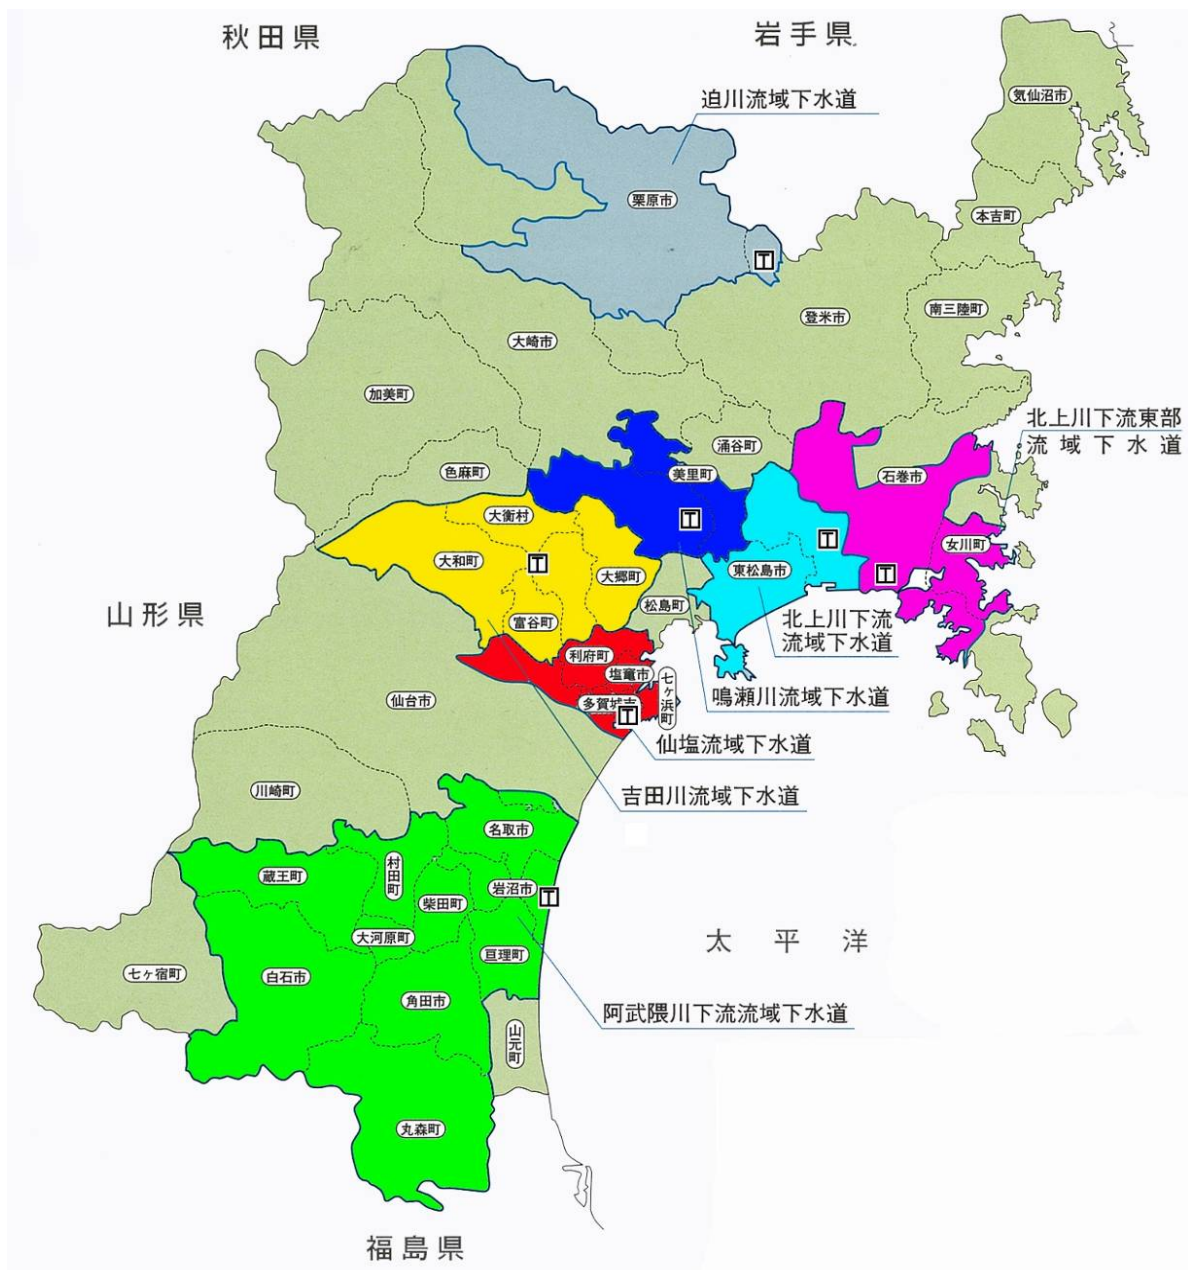 秋田県
岩手県
迫川流域下水道
気仙沼市
栗原市
本吉町
南三陸町
登米市
大崎市
加美町
北上川下流東部
流域下水道
涌谷町
色麻町
美里町
石巻市
大衡村
女川町
大和町
大郷町
東松島市
松島町
山形県
富谷町
北上川下流
流域下水道
利府町
塩竈市
七ヶ浜町
仙台市
多賀城市
鳴瀬川流域下水道
仙塩流域下水道
川崎町
吉田川流域下水道
名取市
村田町
蔵王町
岩沼市
柴田町
大河原町
太平洋
亘理町
七ヶ宿町
白石市
角田市
阿武隈川下流流域下水道
山元町
丸森町
福島県